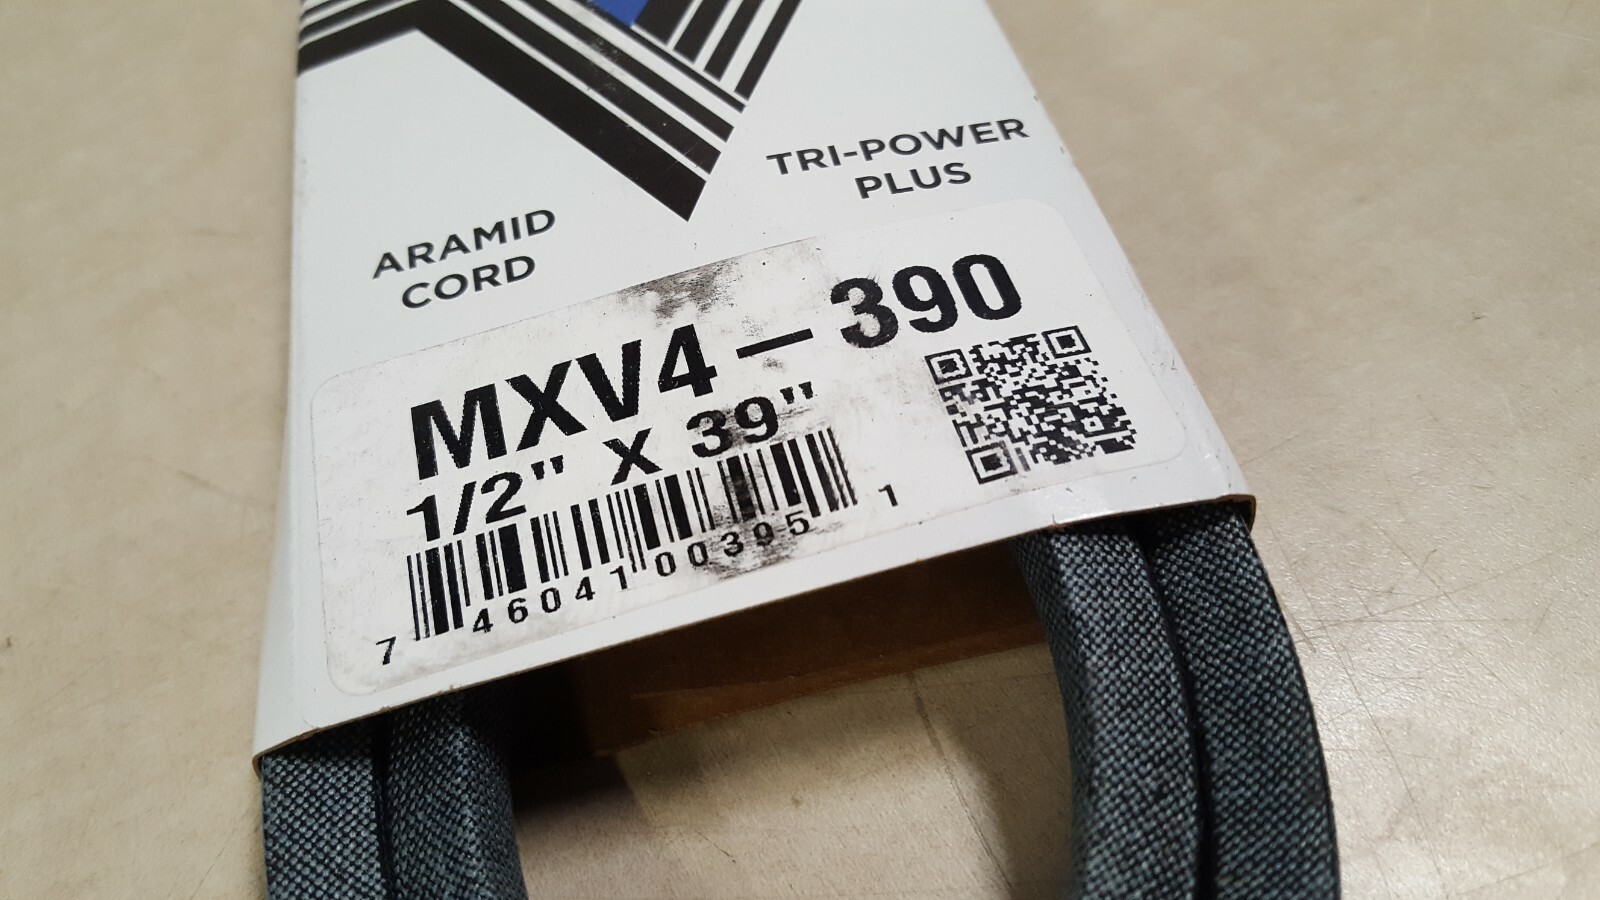 ARAMID
CORD
TRI-POWER
PLUS
MXV4-390
1/2" X 39"
7 46041 00395 1